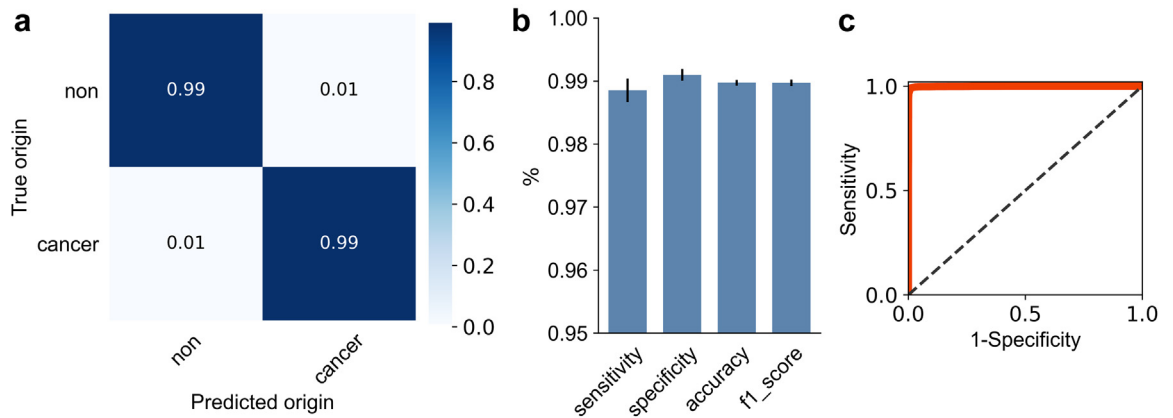 a
True origin
non
cancer
0.99
0.01
0.01
0.99
non
cancer
Predicted origin
0.8
0.6
0.4
0.2
0.0
b
%
1.00
0.99
0.98
0.97
0.96
0.95
sensitivity
specificity
accuracy
f1_score
c
Sensitivity
1.0
0.5
0.0
0.0
0.5
1.0
1-Specificity